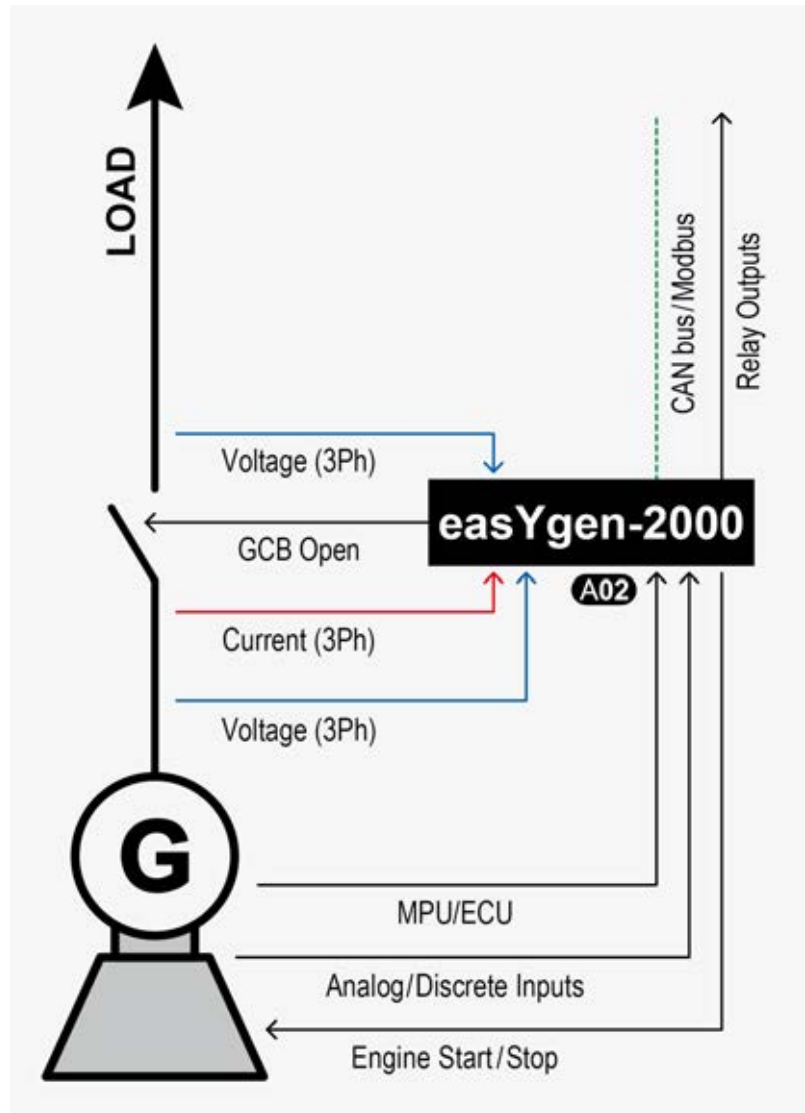 LOAD
CAN bus/Modbus
Relay Outputs
Voltage (3Ph)
easYgen-2000
GCB Open
A02
Current (3Ph)
Voltage (3Ph)
G
MPU/ECU
Analog/Discrete Inputs
Engine Start/Stop